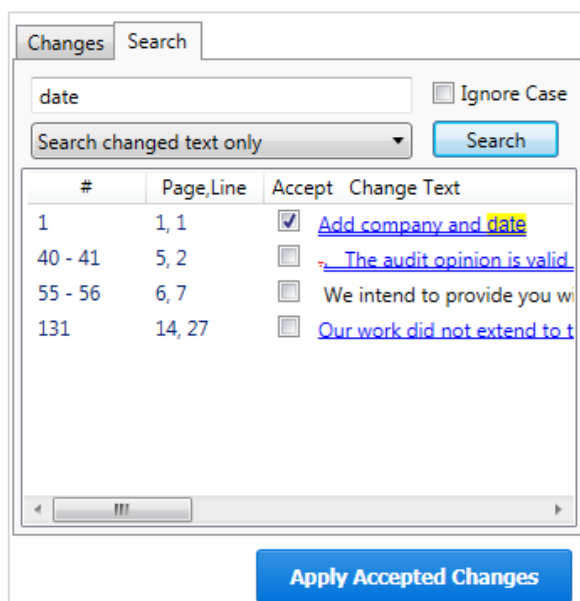 Changes Search
date Ignore Case
Search changed text only Search
# Page,Line Accept Change Text
1 1, 1 Add company and date
40 - 41 5, 2 . The audit opinion is valid
55 - 56 6, 7 We intend to provide you wi
131 14, 27 Our work did not extend to t
Apply Accepted Changes